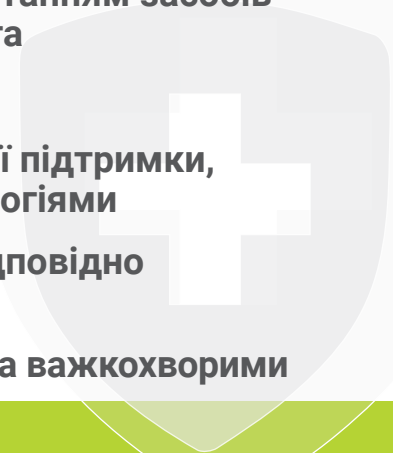 танням засобів
та
ї підтримки,
огіями
дповідно
а важкохворими